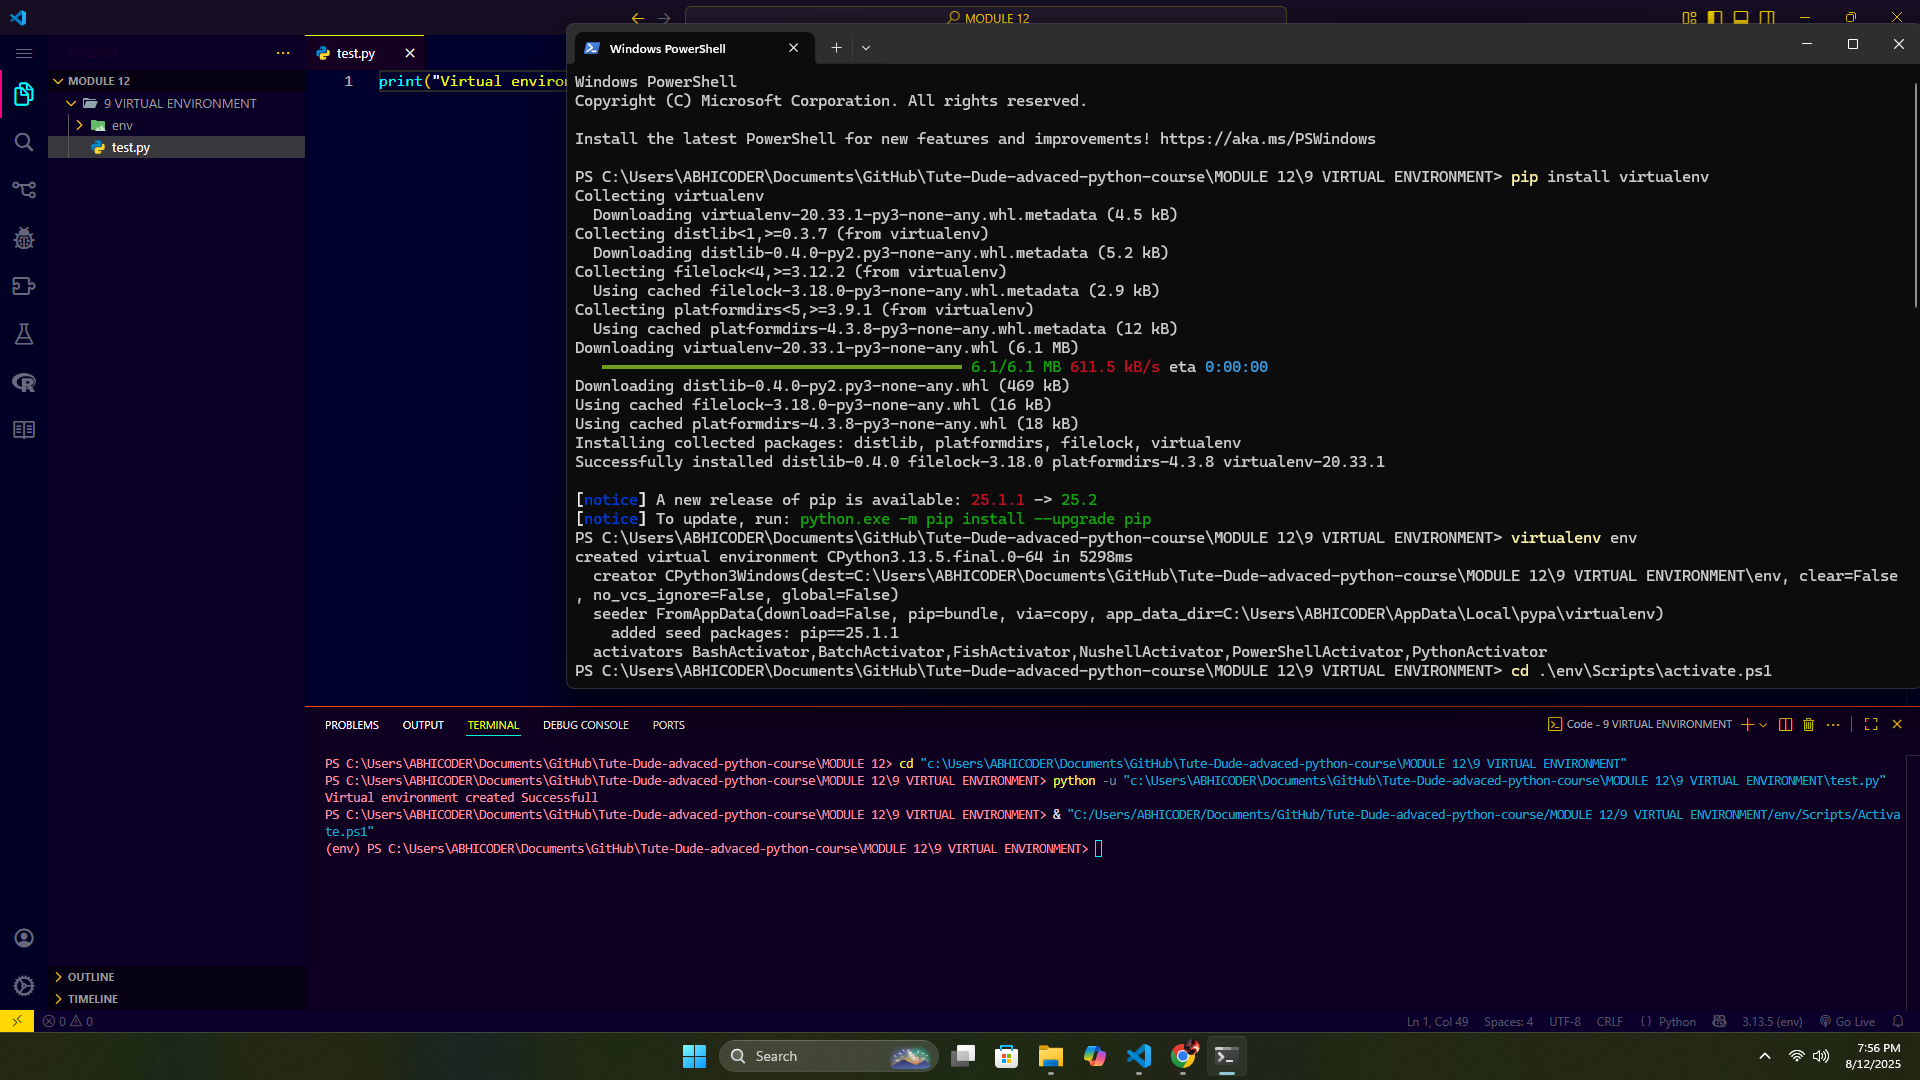 MODULE 12
EXPLORER
MODULE 12
9 VIRTUAL ENVIRONMENT
env
test.py
OUTLINE
TIMELINE
test.py
1 print("Virtual enviro
Windows PowerShell
Windows PowerShell
Copyright (C) Microsoft Corporation. All rights reserved.
Install the latest PowerShell for new features and improvements! https://aka.ms/PSWindows
PS C:\Users\ABHICODER\Documents\GitHub\Tute-Dude-advaced-python-course\MODULE 12\9 VIRTUAL ENVIRONMENT> pip install virtualenv
Collecting virtualenv
Downloading virtualenv-20.33.1-py3-none-any.whl.metadata (4.5 kB)
Collecting distlib<1,>=0.3.7 (from virtualenv)
Downloading distlib-0.4.0-py2.py3-none-any.whl.metadata (5.2 kB)
Collecting filelock<4,>=3.12.2 (from virtualenv)
Using cached filelock-3.18.0-py3-none-any.whl.metadata (2.9 kB)
Collecting platformdirs<5,>=3.9.1 (from virtualenv)
Using cached platformdirs-4.3.8-py3-none-any.whl.metadata (12 kB)
Downloading virtualenv-20.33.1-py3-none-any.whl (6.1 MB)
6.1/6.1 MB 611.5 kB/s eta 0:00:00
Downloading distlib-0.4.0-py2.py3-none-any.whl (469 kB)
Using cached filelock-3.18.0-py3-none-any.whl (16 kB)
Using cached platformdirs-4.3.8-py3-none-any.whl (18 kB)
Installing collected packages: distlib, platformdirs, filelock, virtualenv
Successfully installed distlib-0.4.0 filelock-3.18.0 platformdirs-4.3.8 virtualenv-20.33.1
[notice] A new release of pip is available: 25.1.1 -> 25.2
[notice] To update, run: python.exe -m pip install --upgrade pip
PS C:\Users\ABHICODER\Documents\GitHub\Tute-Dude-advaced-python-course\MODULE 12\9 VIRTUAL ENVIRONMENT> virtualenv env
created virtual environment CPython3.13.5.final.0-64 in 5298ms
creator CPython3Windows(dest=C:\Users\ABHICODER\Documents\GitHub\Tute-Dude-advaced-python-course\MODULE 12\9 VIRTUAL ENVIRONMENT\env, clear=False
, no_vcs_ignore=False, global=False)
seeder FromAppData(download=False, pip=bundle, via=copy, app_data_dir=C:\Users\ABHICODER\AppData\Local\pypa\virtualenv)
added seed packages: pip==25.1.1
activators BashActivator,BatchActivator,FishActivator,NushellActivator,PowerShellActivator,PythonActivator
PS C:\Users\ABHICODER\Documents\GitHub\Tute-Dude-advaced-python-course\MODULE 12\9 VIRTUAL ENVIRONMENT> cd .\env\Scripts\activate.ps1
PROBLEMS OUTPUT TERMINAL DEBUG CONSOLE PORTS Code - 9 VIRTUAL ENVIRONMENT
PS C:\Users\ABHICODER\Documents\GitHub\Tute-Dude-advaced-python-course\MODULE 12> cd "c:\Users\ABHICODER\Documents\GitHub\Tute-Dude-advaced-python-course\MODULE 12\9 VIRTUAL ENVIRONMENT"
PS C:\Users\ABHICODER\Documents\GitHub\Tute-Dude-advaced-python-course\MODULE 12\9 VIRTUAL ENVIRONMENT> python -u "c:\Users\ABHICODER\Documents\GitHub\Tute-Dude-advaced-python-course\MODULE 12\9 VIRTUAL ENVIRONMENT\test.py"
Virtual environment created Successfull
PS C:\Users\ABHICODER\Documents\GitHub\Tute-Dude-advaced-python-course\MODULE 12\9 VIRTUAL ENVIRONMENT> & "C:/Users/ABHICODER/Documents/GitHub/Tute-Dude-advaced-python-course/MODULE 12/9 VIRTUAL ENVIRONMENT/env/Scripts/Activa
te.ps1"
(env) PS C:\Users\ABHICODER\Documents\GitHub\Tute-Dude-advaced-python-course\MODULE 12\9 VIRTUAL ENVIRONMENT>
0 0 Ln 1, Col 49 Spaces: 4 UTF-8 CRLF {} Python 3.13.5 (env) Go Live
Search
7:56 PM
8/12/2025